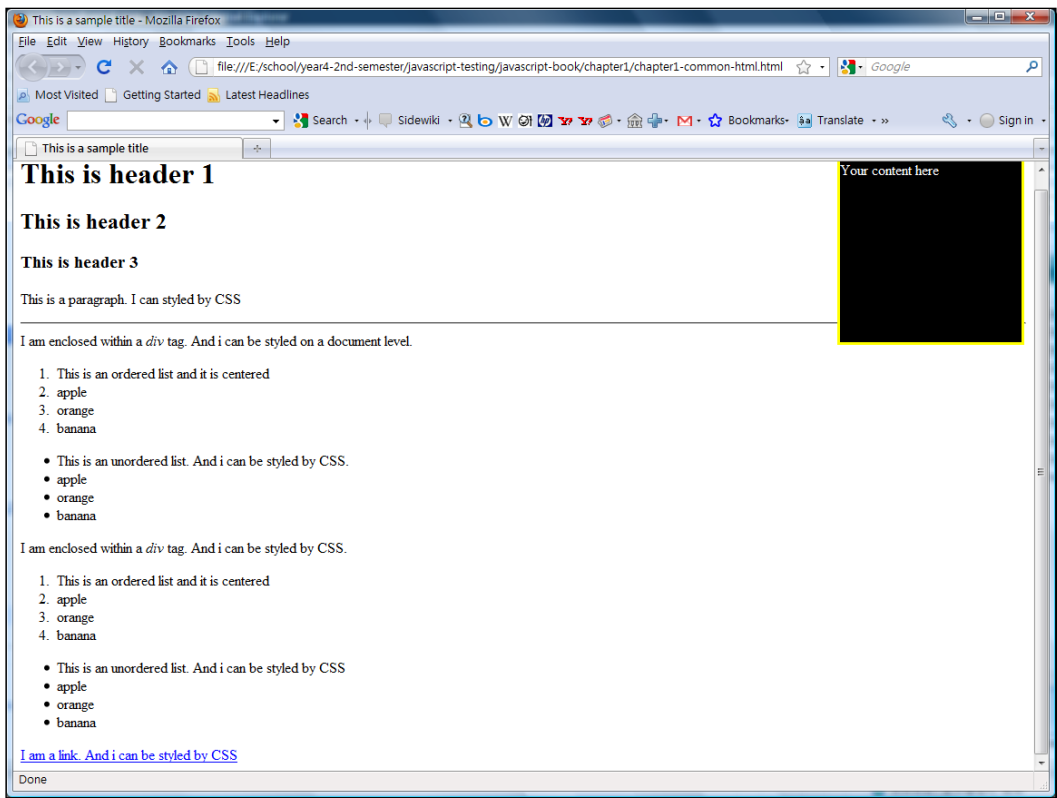 This is a sample title - Mozilla Firefox
File Edit View History Bookmarks Tools Help
file:///E:/school/year4-2nd-semester/javascript-testing/javascript-book/chapter1/chapter1-common-html.html Google
Most Visited Getting Started Latest Headlines
Google Search Sidewiki W Bookmarks Translate » Sign in
This is a sample title
This is header 1
Your content here
This is header 2
This is header 3
This is a paragraph. I can styled by CSS
I am enclosed within a div tag. And i can be styled on a document level.
1. This is an ordered list and it is centered
2. apple
3. orange
4. banana
• This is an unordered list. And i can be styled by CSS.
• apple
• orange
• banana
I am enclosed within a div tag. And i can be styled by CSS.
1. This is an ordered list and it is centered
2. apple
3. orange
4. banana
• This is an unordered list. And i can be styled by CSS
• apple
• orange
• banana
I am a link. And i can be styled by CSS
Done